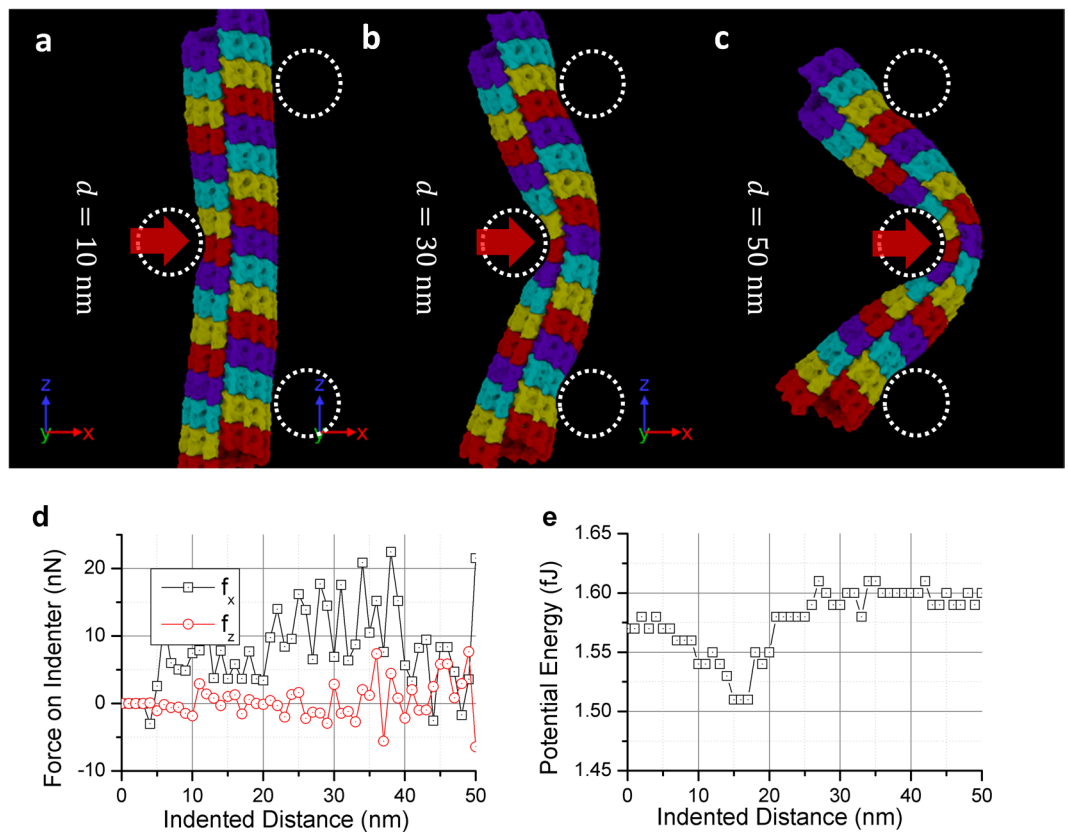 a
b
c
d = 10 nm
d = 30 nm
d = 50 nm
z
y
x
z
y
x
d
Force on Indenter (nN)
20
10
0
-10
fx
fz
0
10
20
30
40
50
Indented Distance (nm)
e
Potential Energy (fJ)
1.65
1.60
1.55
1.50
1.45
0
10
20
30
40
50
Indented Distance (nm)